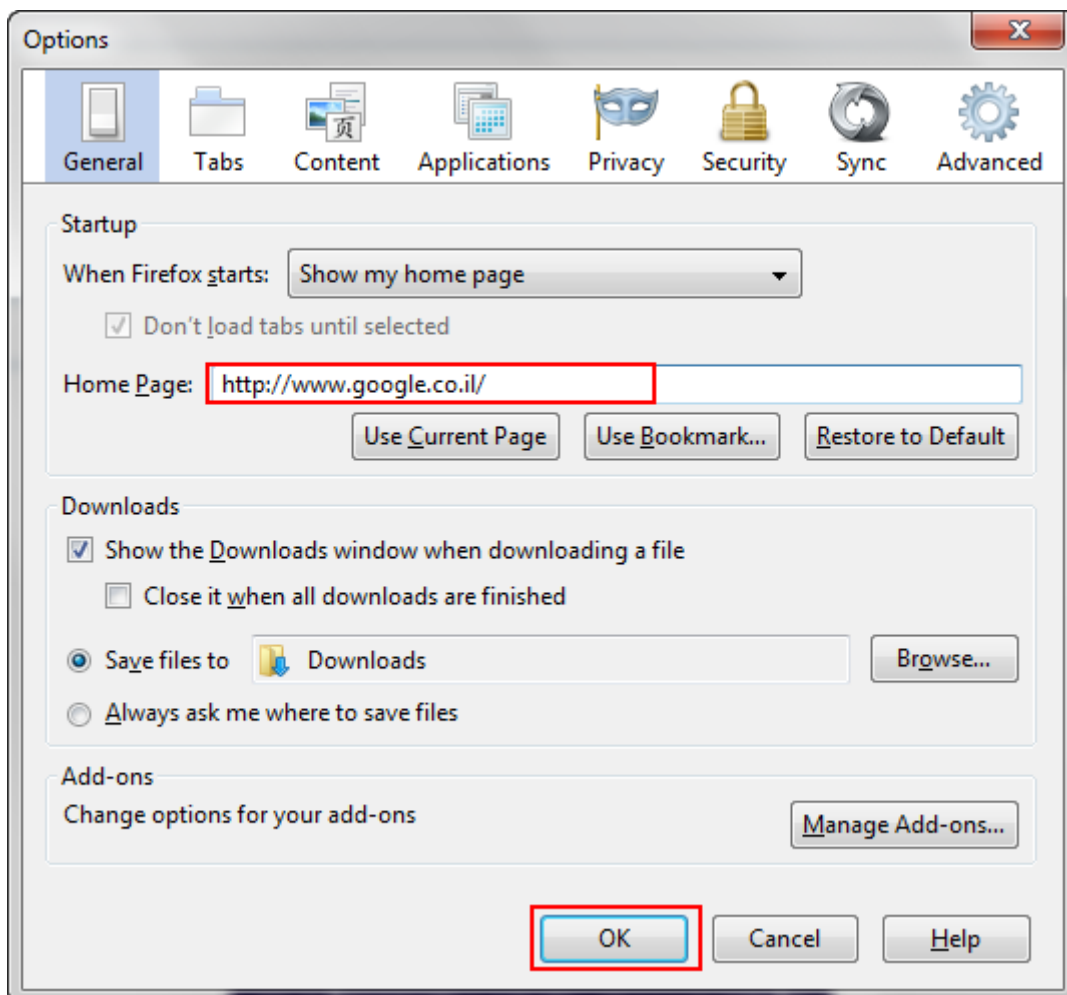 Options
General Tabs Content Applications Privacy Security Sync Advanced
页
Startup
When Firefox starts: Show my home page
Don't load tabs until selected
Home Page: http://www.google.co.il/
Use Current Page Use Bookmark... Restore to Default
Downloads
Show the Downloads window when downloading a file
Close it when all downloads are finished
Save files to Downloads Browse...
Always ask me where to save files
Add-ons
Change options for your add-ons
Manage Add-ons...
OK Cancel Help